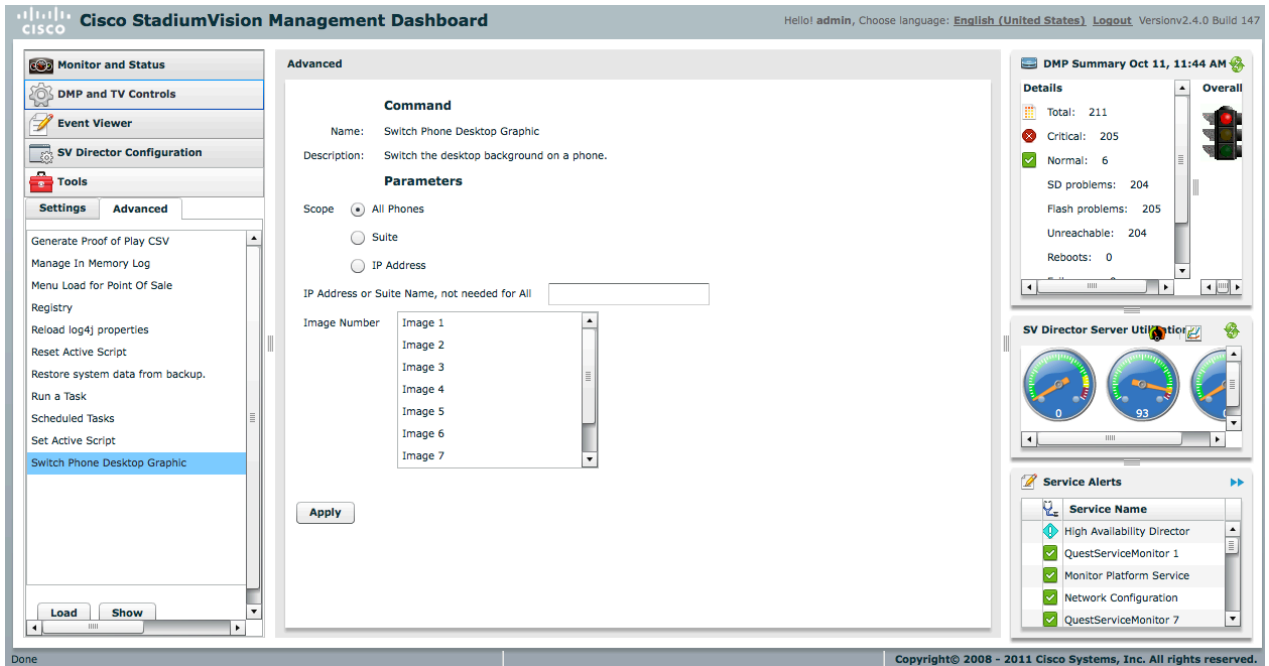 CISCO
Cisco StadiumVision Management Dashboard
Hello! admin, Choose language: English (United States) Logout Versionv2.4.0 Build 147
Monitor and Status
DMP and TV Controls
Event Viewer
SV Director Configuration
Tools
Settings Advanced
Generate Proof of Play CSV
Manage In Memory Log
Menu Load for Point Of Sale
Registry
Reload log4j properties
Reset Active Script
Restore system data from backup.
Run a Task
Scheduled Tasks
Set Active Script
Switch Phone Desktop Graphic
Load Show
Advanced
Command
Name: Switch Phone Desktop Graphic
Description: Switch the desktop background on a phone.
Parameters
Scope All Phones
Suite
IP Address
IP Address or Suite Name, not needed for All
Image Number
Image 1
Image 2
Image 3
Image 4
Image 5
Image 6
Image 7
Apply
DMP Summary Oct 11, 11:44 AM
Details Overall
Total: 211
Critical: 205
Normal: 6
SD problems: 204
Flash problems: 205
Unreachable: 204
Reboots: 0
SV Director Server
0 93
Service Alerts
Service Name
High Availability Director
QuestServiceMonitor 1
Monitor Platform Service
Network Configuration
QuestServiceMonitor 7
Done
Copyright© 2008 - 2011 Cisco Systems, Inc. All rights reserved.